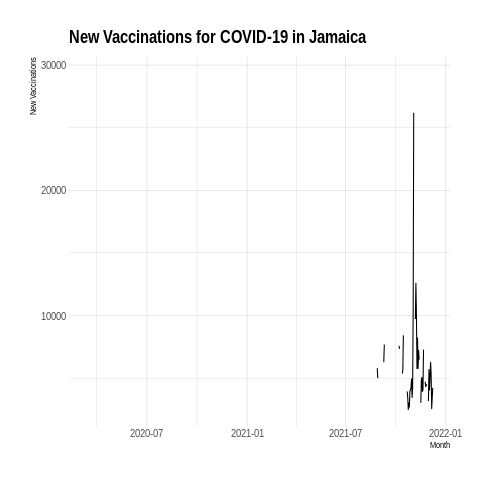 New Vaccinations for COVID-19 in Jamaica
New Vaccinations
30000
20000
10000
2020-07 2021-01 2021-07 2022-01
Month